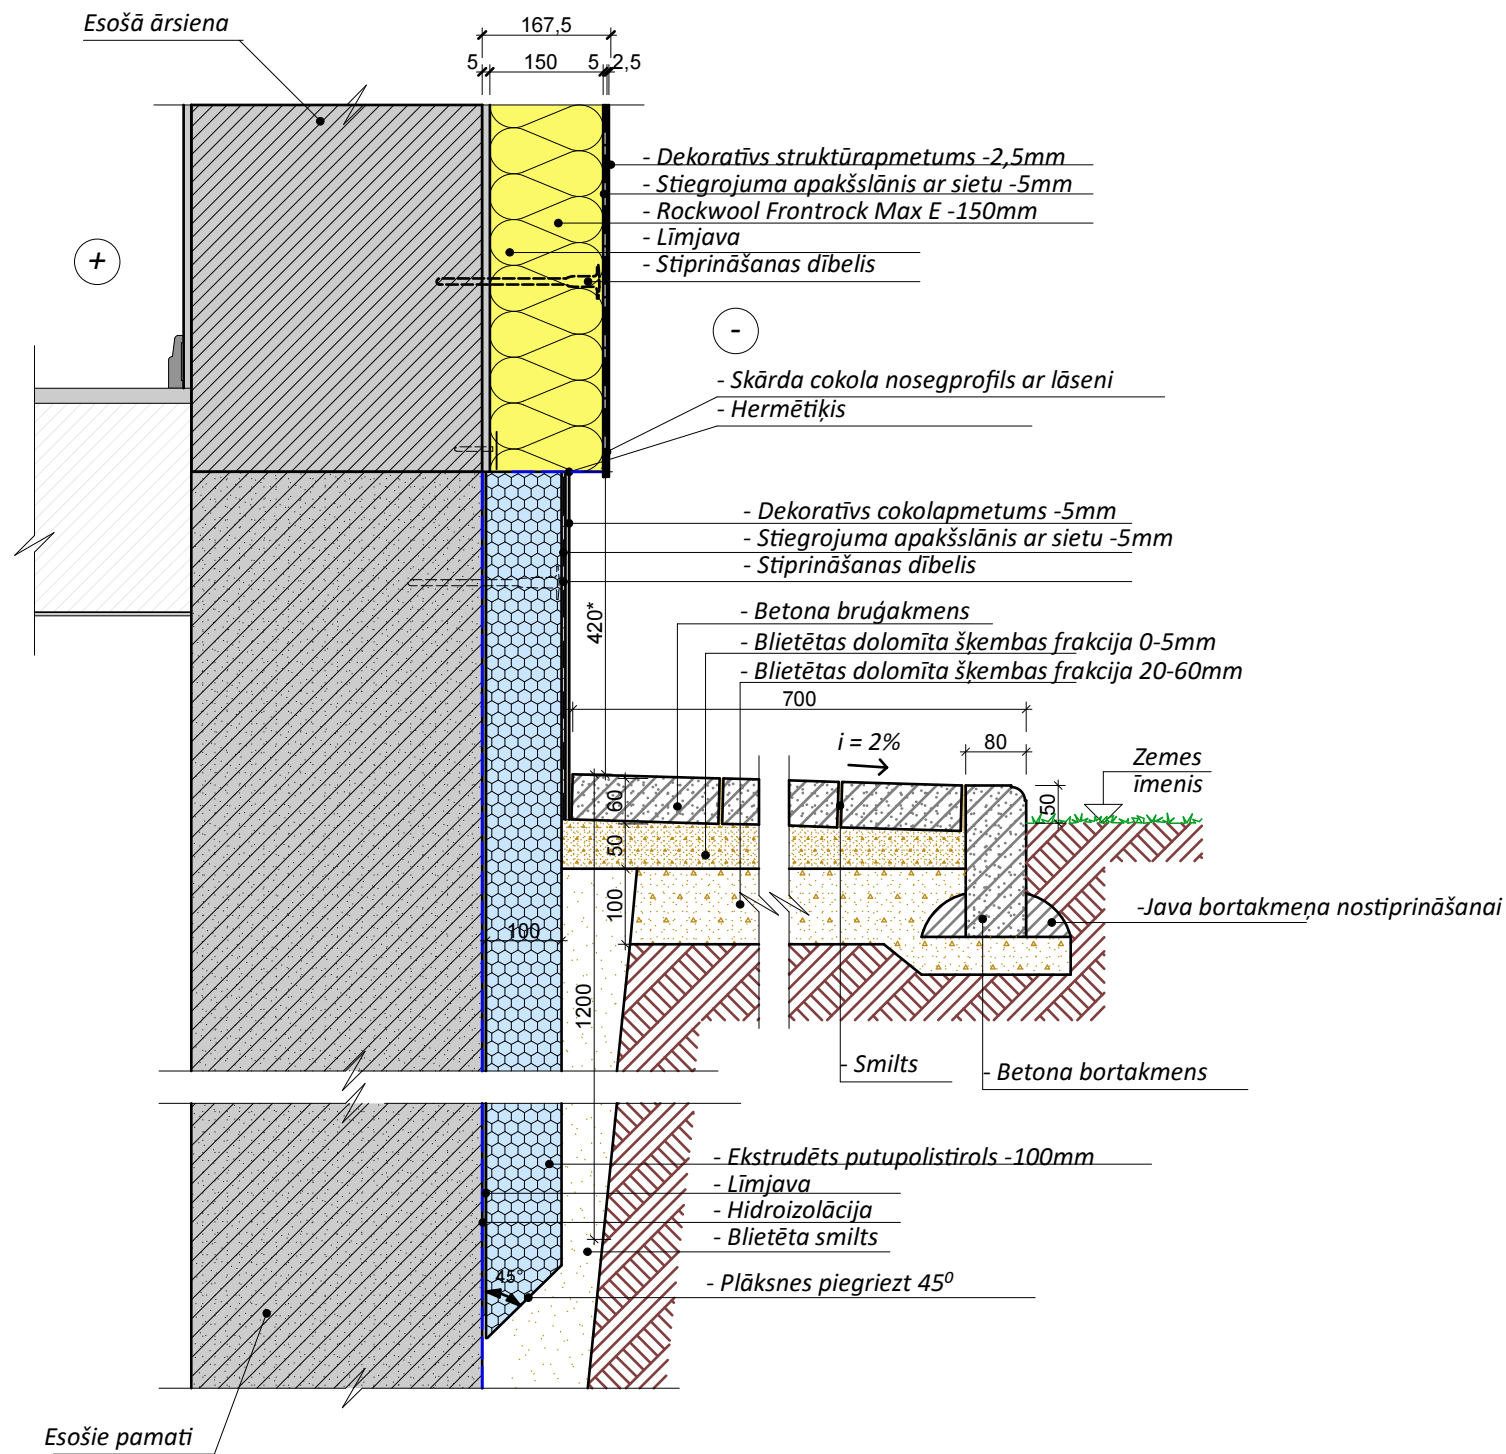 Esošā ārsiena
167,5
5 150 5 2,5
- Dekoratīvs struktūrapmetums -2,5mm
- Stiegrojuma apakšslānis ar sietu -5mm
- Rockwool Frontrock Max E -150mm
- Līmjava
- Stiprināšanas dībelis
+
-
- Skārda cokola nosegprofils ar lāseni
- Hermētiķis
- Dekoratīvs cokolapmetums -5mm
- Stiegrojuma apakšslānis ar sietu -5mm
- Stiprināšanas dībelis
420*
- Betona bruģakmens
- Blietētas dolomīta šķembas frakcija 0-5mm
- Blietētas dolomīta šķembas frakcija 20-60mm
700
i = 2%
80
Zemes
īmenis
60
50
50
100
100
-Java bortakmeņa nostiprināšanai
1200
- Smilts
- Betona bortakmens
- Ekstrudēts putupolistirols -100mm
- Līmjava
- Hidroizolācija
- Blietēta smilts
45°
- Plāksnes piegriezt 45⁰
Esošie pamati